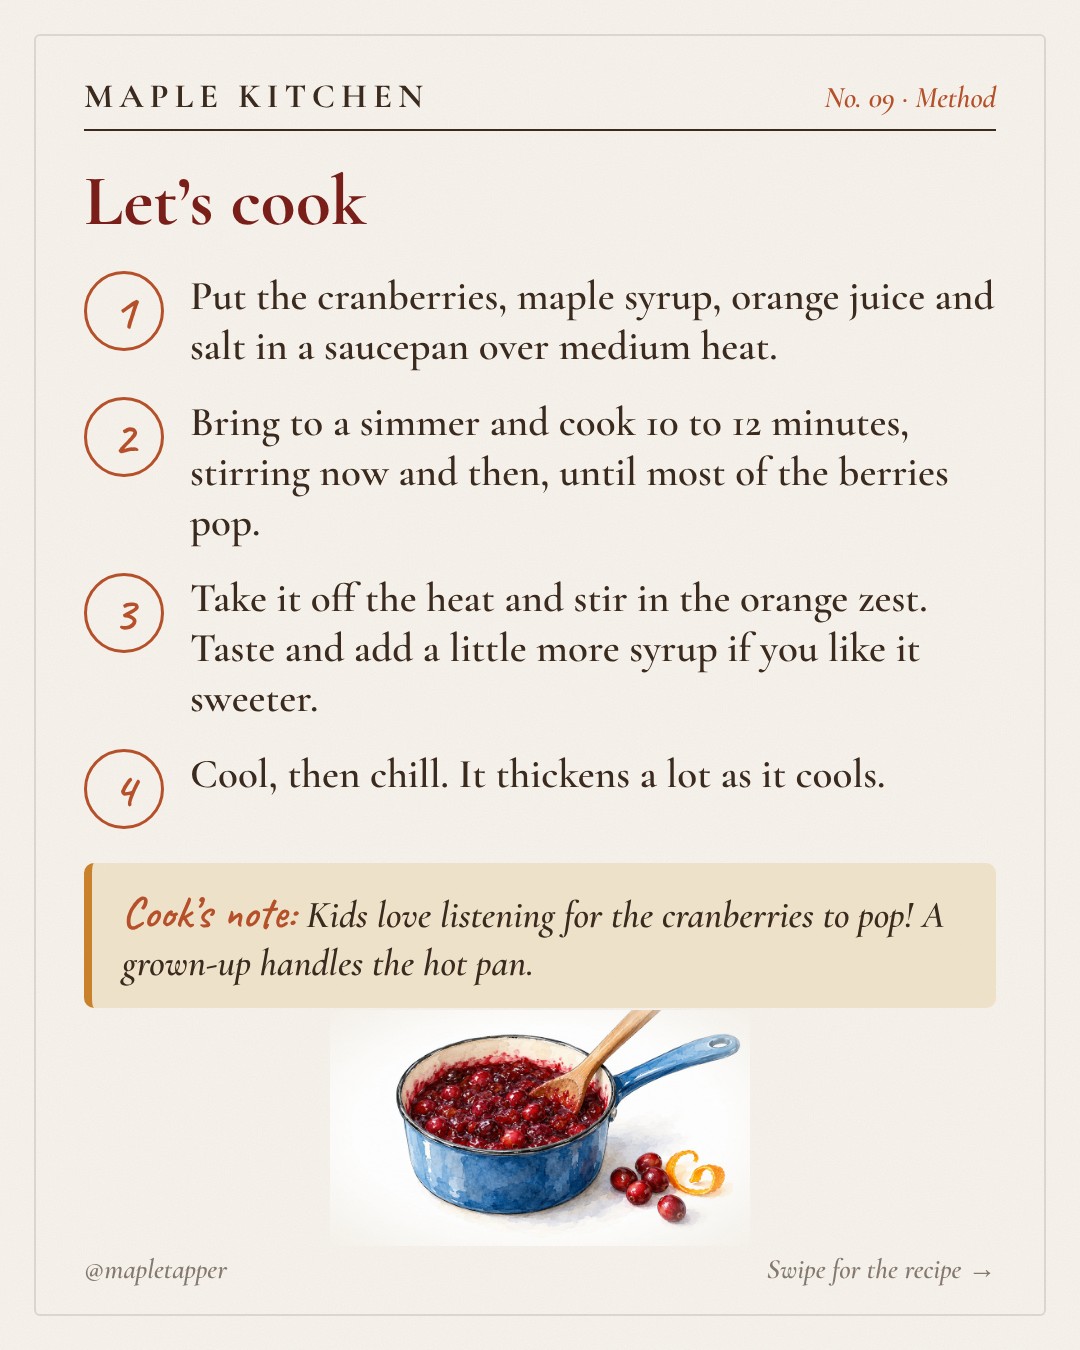 MAPLE KITCHEN
No. 09 · Method
Let’s cook
1
Put the cranberries, maple syrup, orange juice and
salt in a saucepan over medium heat.
2
Bring to a simmer and cook 10 to 12 minutes,
stirring now and then, until most of the berries
pop.
3
Take it off the heat and stir in the orange zest.
Taste and add a little more syrup if you like it
sweeter.
4
Cool, then chill. It thickens a lot as it cools.
Cook’s note: Kids love listening for the cranberries to pop! A
grown-up handles the hot pan.
@mapletapper
Swipe for the recipe →